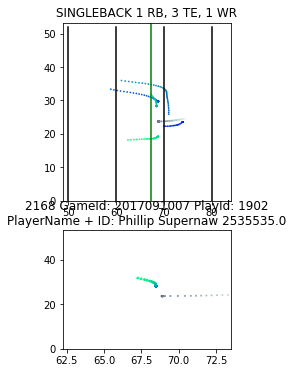 SINGLEBACK 1 RB, 3 TE, 1 WR
50
40
30
20
10
0
50 60 70 80
2168 GameId: 2017091007 PlayId: 1902
PlayerName + ID: Phillip Supernaw 2535535.0
40
20
0
62.5 65.0 67.5 70.0 72.5